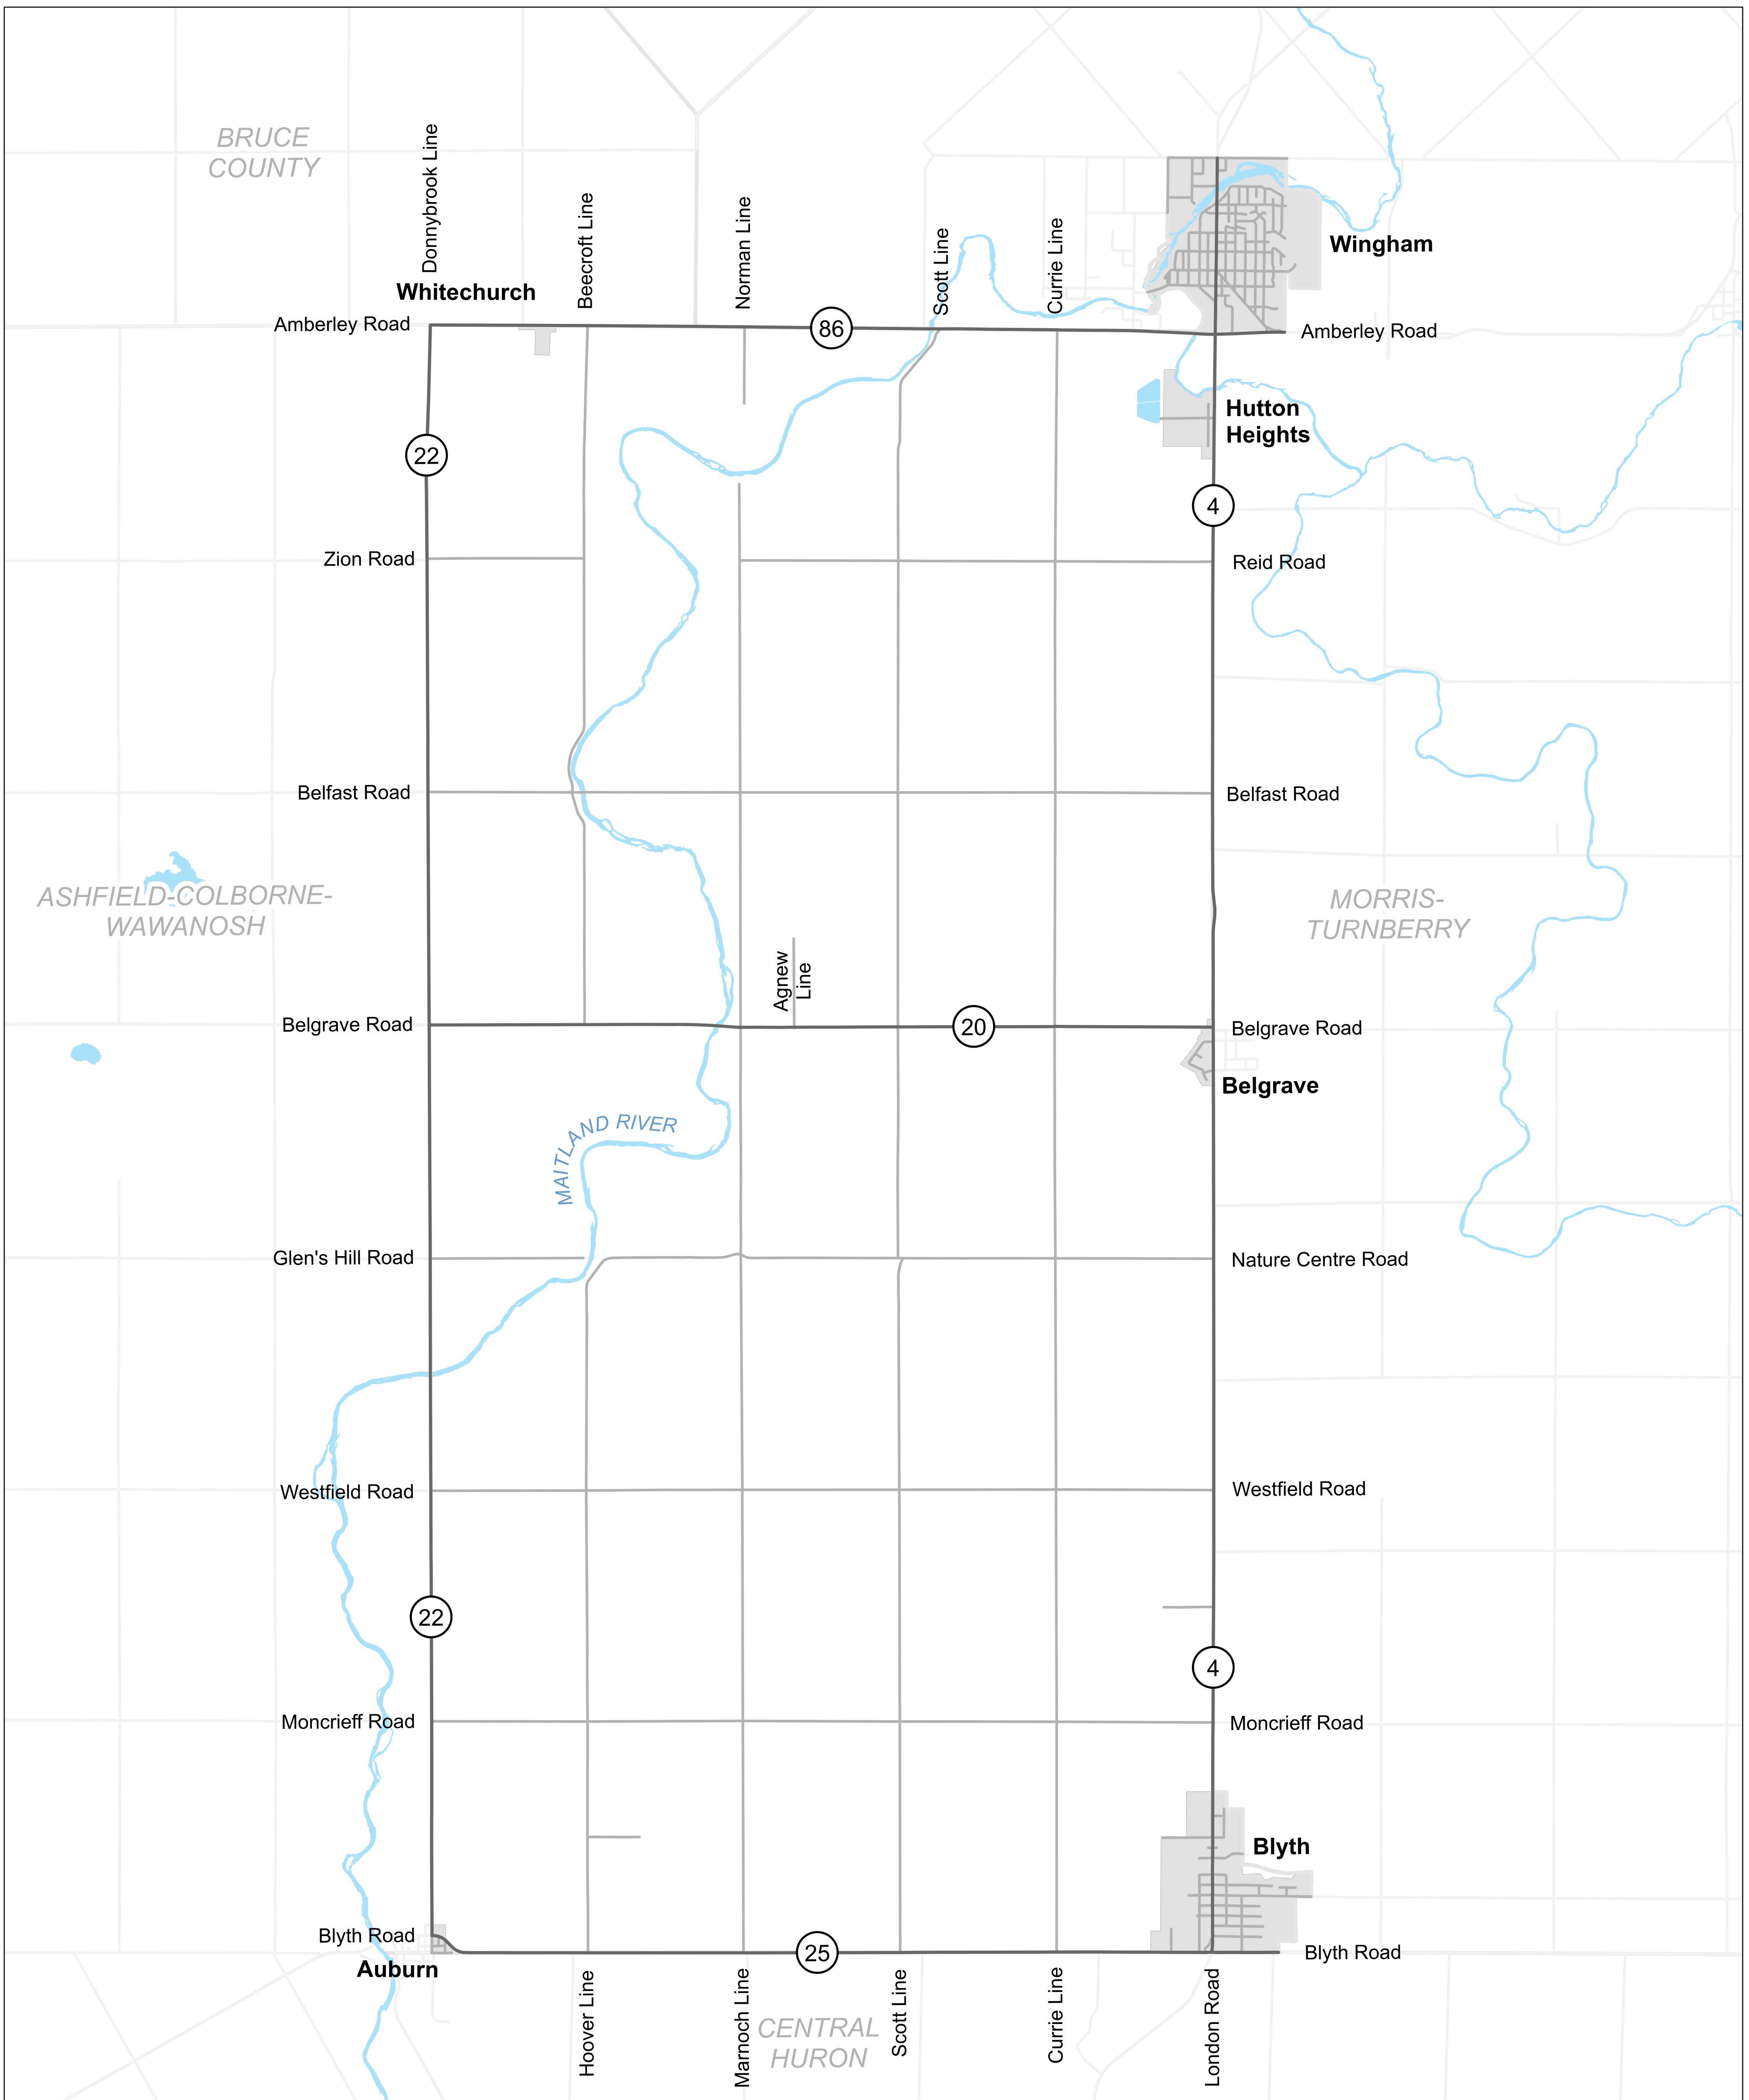 BRUCE
COUNTY
Donnybrook Line
Beecroft Line
Norman Line
Scott Line
Currie Line
Wingham
Whitechurch
Amberley Road
86
Amberley Road
Hutton
Heights
22
4
Zion Road
Reid Road
Belfast Road
Belfast Road
ASHFIELD-COLBORNE-
WAWANOSH
MORRIS-
TURNBERRY
Agnew
Line
Belgrave Road
20
Belgrave Road
Belgrave
MAITLAND RIVER
Glen's Hill Road
Nature Centre Road
Westfield Road
Westfield Road
22
4
Moncrieff Road
Moncrieff Road
Blyth
Blyth Road
25
Blyth Road
Auburn
Hoover Line
Marnoch Line
Scott Line
Currie Line
London Road
CENTRAL
HURON